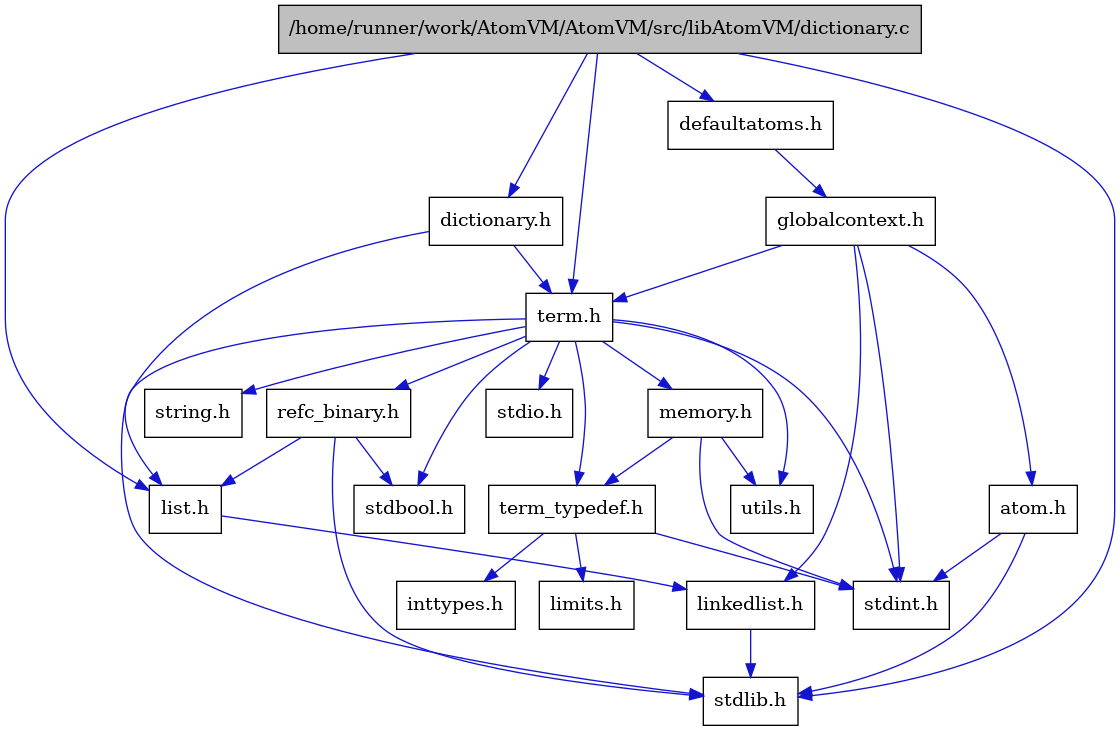 /home/runner/work/AtomVM/AtomVM/src/libAtomVM/dictionary.c
defaultatoms.h
dictionary.h
globalcontext.h
term.h
string.h
refc_binary.h
stdio.h
memory.h
list.h
stdbool.h
term_typedef.h
utils.h
atom.h
inttypes.h
limits.h
linkedlist.h
stdint.h
stdlib.h